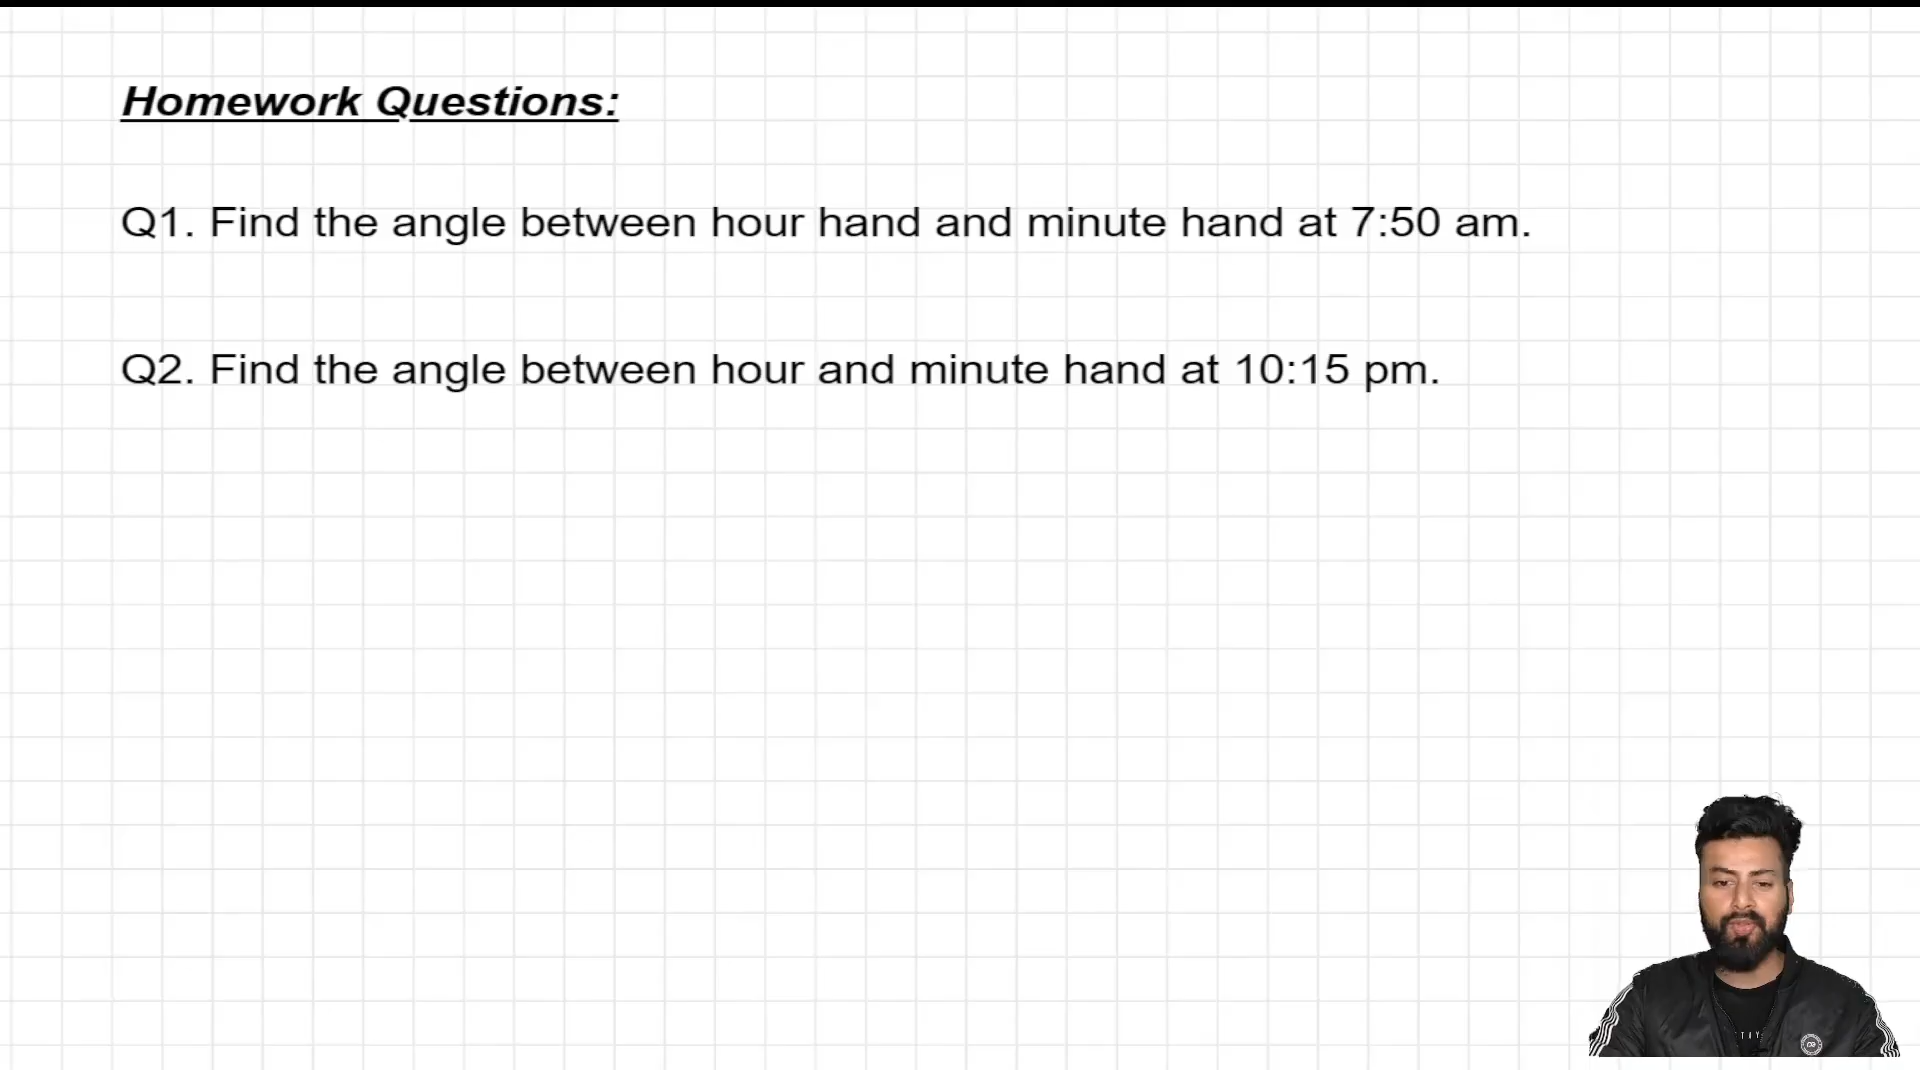 Homework Questions:
Q1. Find the angle between hour hand and minute hand at 7:50 am.
Q2. Find the angle between hour and minute hand at 10:15 pm.